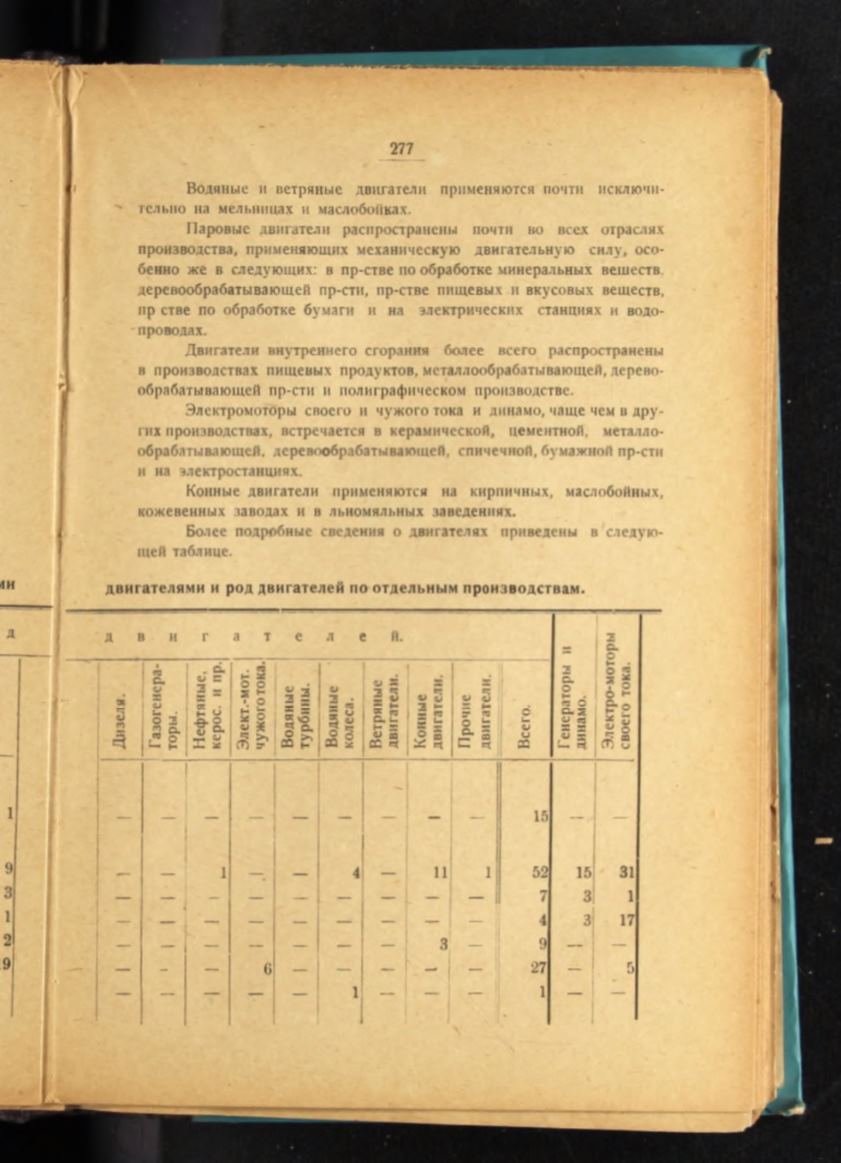 277
Водяные и ветряные двигатели применяются почти исключи-
тельно на мельницах и маслобойках.
Паровые двигатели распространены почти во всех отраслях
производства, применяющих механическую двигательную силу, осо-
бенно же в следующих: в пр-стве по обработке минеральных веществ.
деревообрабатывающей пр-сти, пр-стве пищевых и вкусовых веществ,
пр стве по обработке бумаги и на электрических станциях и водо-
проводах.
Двигатели внутреннего сгорания более всего распространены
в производствах пищевых продуктов, металлообрабатывающей, дерево-
обрабатывающей пр-сти и полиграфическом производстве.
Электромоторы своего и чужого тока и динамо, чаще чем в дру-
гих производствах, встречается в керамической, цементной, металло-
обрабатывающей, деревообрабатывающей, спичечной, бумажной пр-сти
и на электростанциях.
Конные двигатели применяются на кирпичных, маслобойных,
кожевенных заводах и в льномяльных заведениях.
Более подробные сведения о двигателях приведены в следую-
щей таблице.
ми
двигателями и род двигателей по отдельным производствам.
д
двигателей.
Дизеля.
Газогенера-
торы.
Нефтяные,
керос. и пр.
Элект.-мот.
чужого тока.
Водяные
турбины.
Водяные
колеса.
Ветряные
двигатели.
Конные
двигатели.
Прочие
двигатели.
Всего.
Генераторы и
динамо.
Электро-моторы
своего тока.
1 — — — — — — — — — 15 — —
9 — — 1 — — 4 — 11 1 52 15 31
3 — — — — — — — — — 7 3 1
1 — — — — — — — — — 4 3 17
2 — — — — — — — 3 — 9 — —
9 — — — 6 — — — — — 27 — 5
— — — — — 1 — — — 1 — —